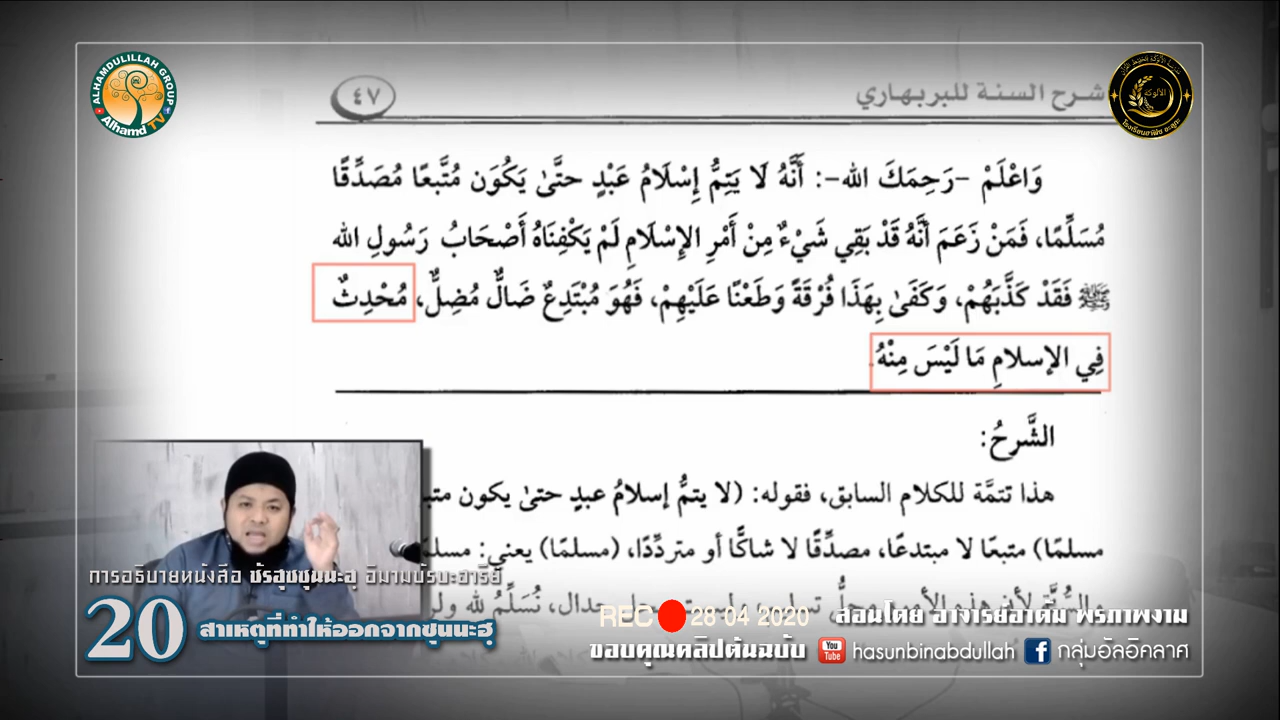 ALHAMDULILLAH GROUP
Alhamd TV
الألوكة
شرح السنة للبربهاري
٤٧
وَاعْلَمْ -رَحِمَكَ الله-: أَنَّهُ لَا يَتِمُّ إِسْلَامُ عَبْدٍ حتَّىٰ يَكُوَن مُتَّبعًا مُصَدِّقًا
مُسَلِّمًا، فَمَنْ زَعَمَ أَنَّهُ قَدْ بَقِي شَيْءٌ مِنْ أَمْرِ الإِسْلَامِ لَمْ يَكْفِنَاهُ أَصْحَابُ رَسُولِ الله
ﷺ فَقَدْ كَذَّبَهُمْ، وَكَفَىٰ بِهَذَا فُرْقَةً وَطَعْنًا عَلَيْهِمْ، فَهُوَ مُبْتَدِعٌ ضَالٌّ مُضِلٌّ، مُحْدِثٌ
فِي الإسلامِ مَا لَيْسَ مِنْهُ.
الشَّرحُ:
هذا تتمَّة للكلام السابق، فقوله: (لا يتمُّ إسلامُ عبدٍ حتىٰ يكون
مسلمًا) متبعًا لا مبتدعًا، مصدِّقًا لا شاكًّا أو متردِّدًا، (مسلمًا) يعني:
การอธิบายหนังสือ ชัรฮุซซุนนะฮฺ อิมามบัรบะฮารีย์
20 สาเหตุที่ทำให้ออกจากซุนนะฮฺ
REC 28 04 2020 สอนโดย อาจารย์อาดัม พรภาพงาม
ขอบคุณคลิปต้นฉบับ You Tube hasunbinabdullah f กลุ่มอัลอิคลาศ